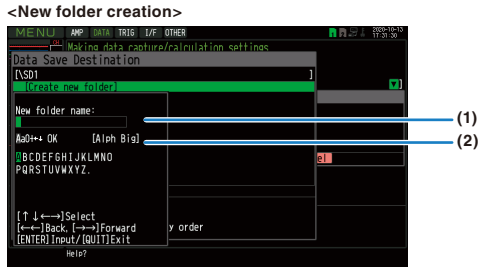 <New folder creation>
MENU AMP DATA TRIG I/F OTHER 2020-10-13
17:31:30
Making data capture/calculation settings
Data Save Destination
[\SD1 ]
[Create new folder]
New folder name:
(1)
Aa0!←↲ OK [Alph Big]
(2)
ABCDEFGHIJKLMNO
PQRSTUVWXYZ.
el
[↑↓←→]Select
[←←]Back, [→→]Forward
y order
[ENTER]Input/[QUIT]Exit
Help?